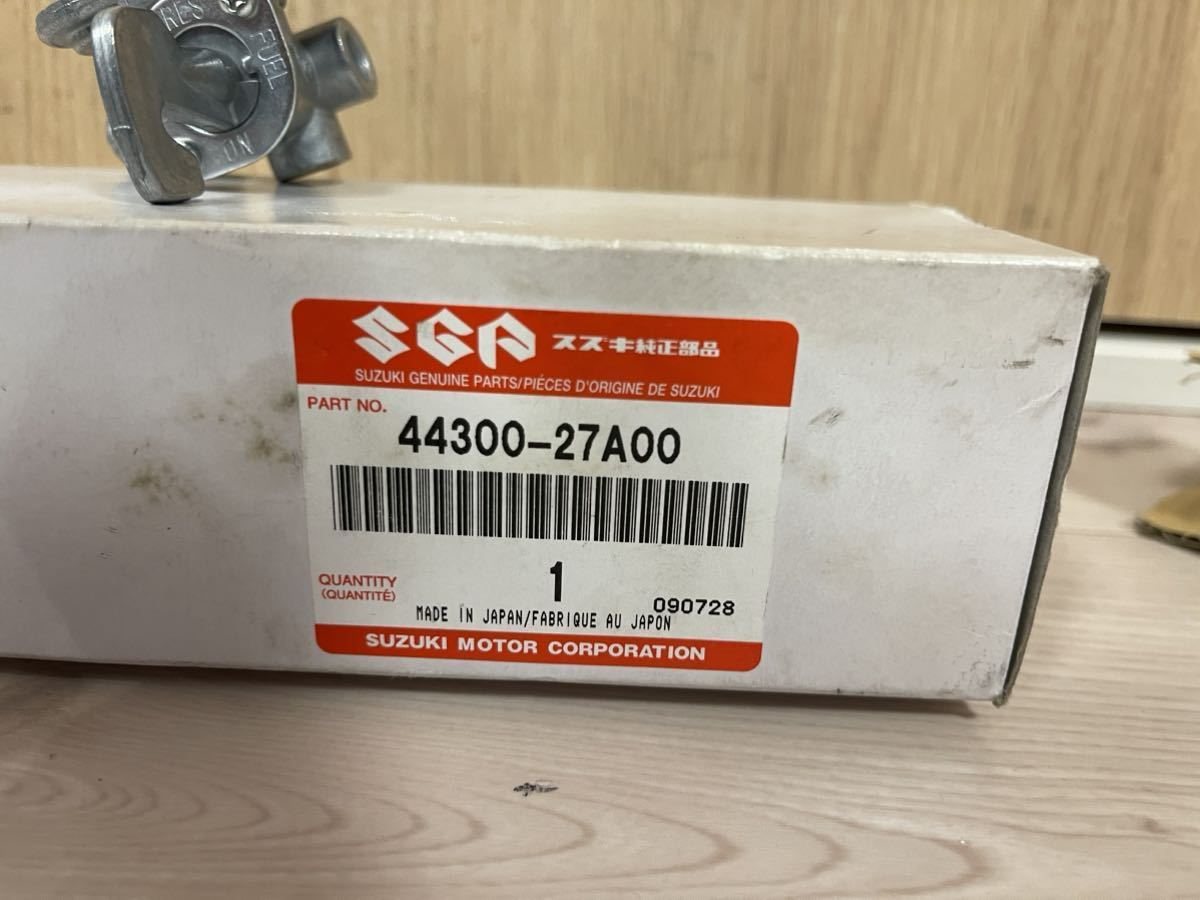 RES
FUEL
ON
SGP スズキ純正部品
SUZUKI GENUINE PARTS/PIÉCES D'ORIGINE DE SUZUKI
PART NO.
44300-27A00
QUANTITY
(QUANTITÉ)
1
090728
MADE IN JAPAN/FABRIQUE AU JAPON
SUZUKI MOTOR CORPORATION